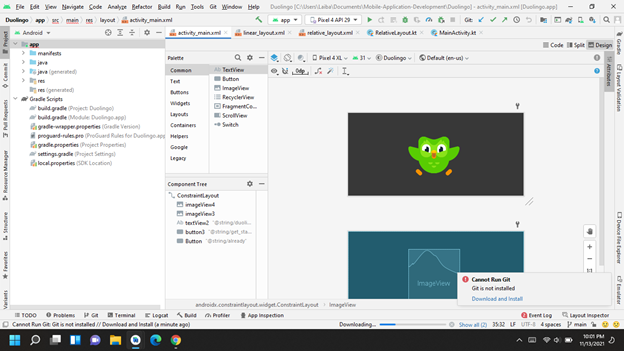 File Edit View Navigate Code Analyze Refactor Build Run Tools Git Window Help Duolingo - activity_main.xml
Duolingo app src main res layout activity_main.xml
app Pixel 4 API 29 Git:
Android
activity_main.xml linear_layout.xml relative_layout.xml RelativeLayout.kt MainActivity.kt
Code Split Design
Project
Commit
Pull Requests
Resource Manager
Structure
Favorites
Variants
app
manifests
java
java (generated)
res
res (generated)
Gradle Scripts
build.gradle (Project: Duolingo)
build.gradle (Module: Duolingo.app)
gradle-wrapper.properties (Gradle Version)
proguard-rules.pro (ProGuard Rules for Duolingo.app)
gradle.properties (Project Properties)
settings.gradle (Project Settings)
local.properties (SDK Location)
Palette
Common
Text
Buttons
Widgets
Layouts
Containers
Helpers
Google
Legacy
TextView
Button
ImageView
RecyclerView
FragmentCo...
ScrollView
Switch
Component Tree
ConstraintLayout
imageView4
imageView3
textView2 "@string/duoli...
button3 "@string/get_sta...
Button "@string/already"
activity_main.xml Pixel 4 XL 31 Duolingo Default (en-us)
0dp
ImageView
1:1
Gradle
Layout Validation
Attributes
Device File Explorer
Emulator
Cannot Run Git
Git is not installed
Download and Install
androidx.constraintlayout.widget.ConstraintLayout ImageView
TODO Problems Git Terminal Logcat Build Profiler App Inspection Event Log Layout Inspector
Cannot Run Git: Git is not installed // Download and Install (a minute ago) Downloading... Show all (2) 35:32 LF UTF-8 4 spaces main
10:01 PM
11/13/2021